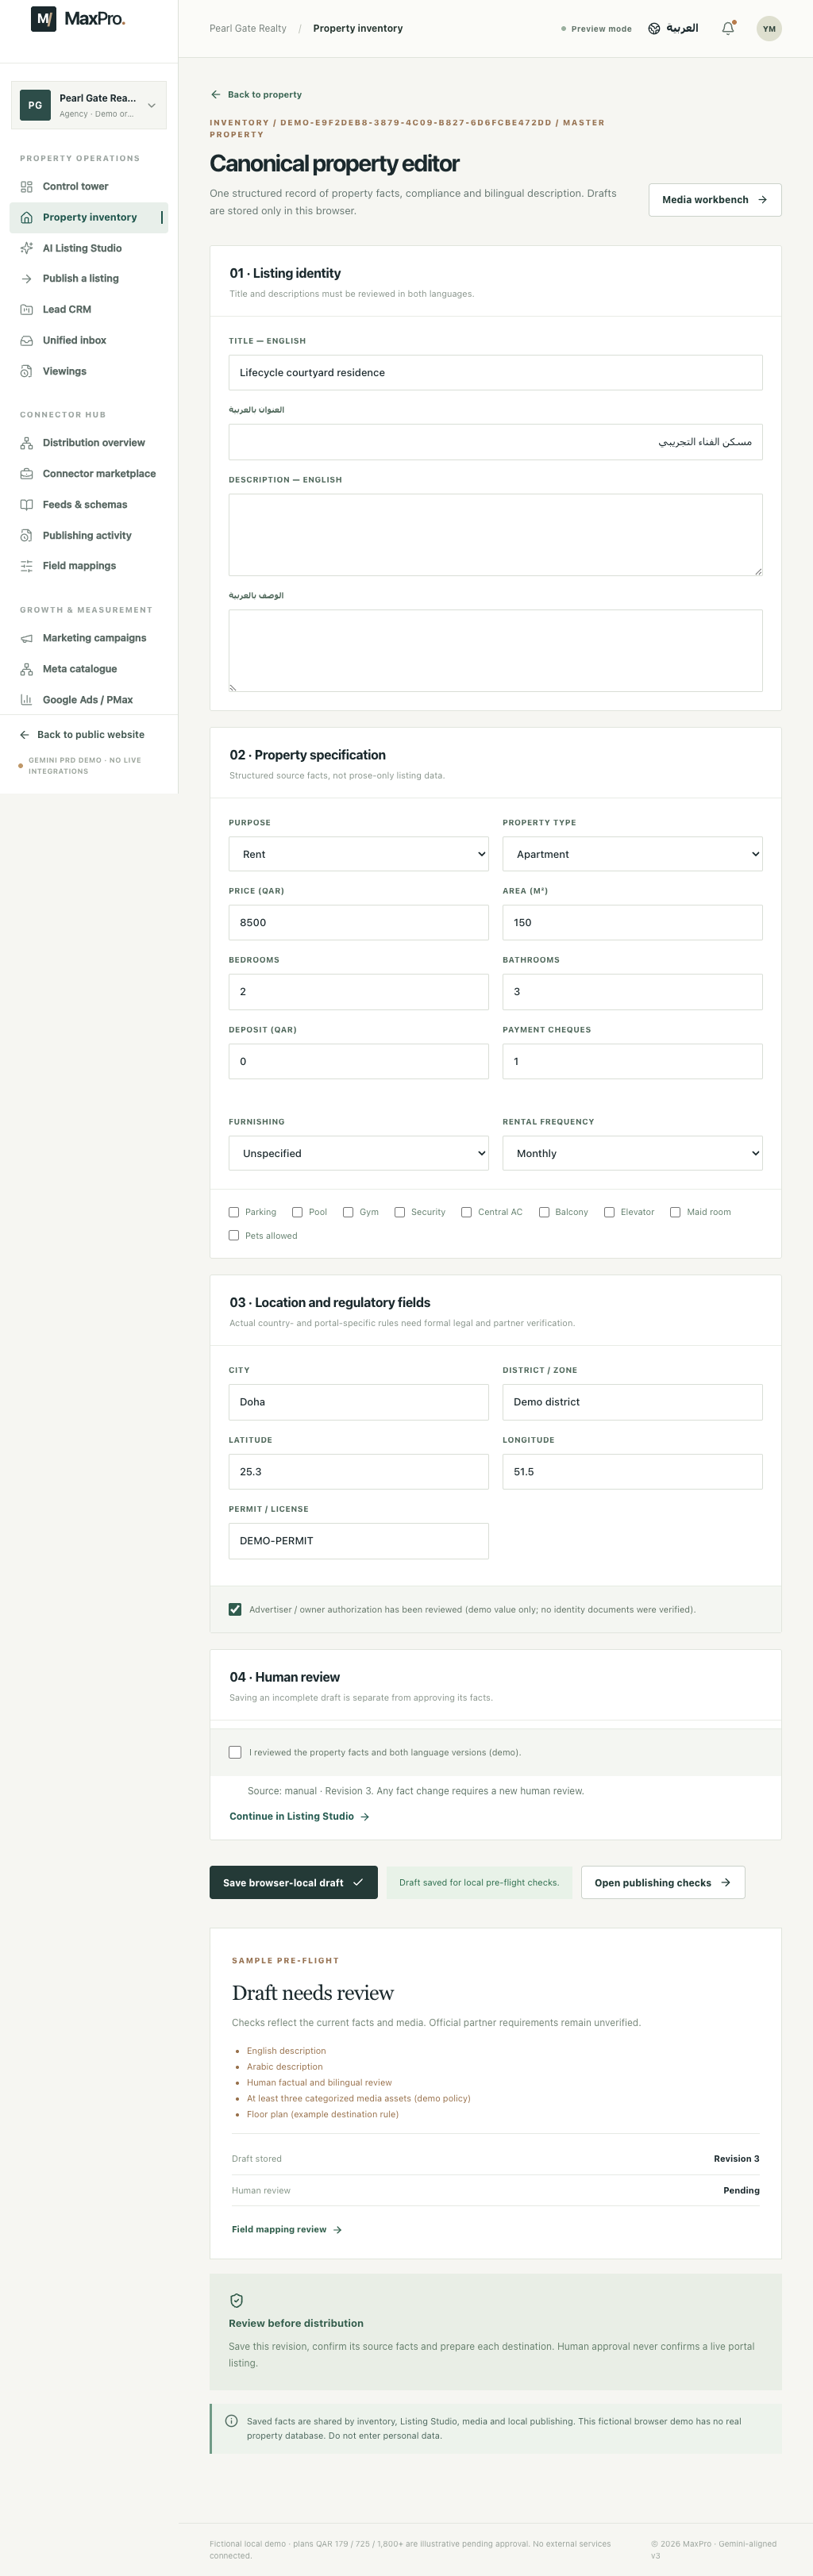 M/ MaxPro.
Pearl Gate Realty / Property inventory
Preview mode
العربية
YM
PG
Pearl Gate Rea...
Agency · Demo or...
PROPERTY OPERATIONS
Control tower
Property inventory
AI Listing Studio
Publish a listing
Lead CRM
Unified inbox
Viewings
CONNECTOR HUB
Distribution overview
Connector marketplace
Feeds & schemas
Publishing activity
Field mappings
GROWTH & MEASUREMENT
Marketing campaigns
Meta catalogue
Google Ads / PMax
Back to public website
GEMINI PRD DEMO · NO LIVE
INTEGRATIONS
Back to property
INVENTORY / DEMO-E9F2DEB8-3879-4C09-B827-6D6FCBE472DD / MASTER
PROPERTY
Canonical property editor
One structured record of property facts, compliance and bilingual description. Drafts
are stored only in this browser.
Media workbench
01 · Listing identity
Title and descriptions must be reviewed in both languages.
TITLE — ENGLISH
Lifecycle courtyard residence
العنوان بالعربية
مسكن الفناء التجريبي
DESCRIPTION — ENGLISH
الوصف بالعربية
02 · Property specification
Structured source facts, not prose-only listing data.
PURPOSE
PROPERTY TYPE
Rent
Apartment
PRICE (QAR)
AREA (M²)
8500
150
BEDROOMS
BATHROOMS
2
3
DEPOSIT (QAR)
PAYMENT CHEQUES
0
1
FURNISHING
RENTAL FREQUENCY
Unspecified
Monthly
Parking Pool Gym Security Central AC Balcony Elevator Maid room
Pets allowed
03 · Location and regulatory fields
Actual country- and portal-specific rules need formal legal and partner verification.
CITY
DISTRICT / ZONE
Doha
Demo district
LATITUDE
LONGITUDE
25.3
51.5
PERMIT / LICENSE
DEMO-PERMIT
Advertiser / owner authorization has been reviewed (demo value only; no identity documents were verified).
04 · Human review
Saving an incomplete draft is separate from approving its facts.
I reviewed the property facts and both language versions (demo).
Source: manual · Revision 3. Any fact change requires a new human review.
Continue in Listing Studio
Save browser-local draft
Draft saved for local pre-flight checks.
Open publishing checks
SAMPLE PRE-FLIGHT
Draft needs review
Checks reflect the current facts and media. Official partner requirements remain unverified.
English description
Arabic description
Human factual and bilingual review
At least three categorized media assets (demo policy)
Floor plan (example destination rule)
Draft stored Revision 3
Human review Pending
Field mapping review
Review before distribution
Save this revision, confirm its source facts and prepare each destination. Human approval never confirms a live portal
listing.
Saved facts are shared by inventory, Listing Studio, media and local publishing. This fictional browser demo has no real
property database. Do not enter personal data.
Fictional local demo · plans QAR 179 / 725 / 1,800+ are illustrative pending approval. No external services
connected.
© 2026 MaxPro · Gemini-aligned
v3